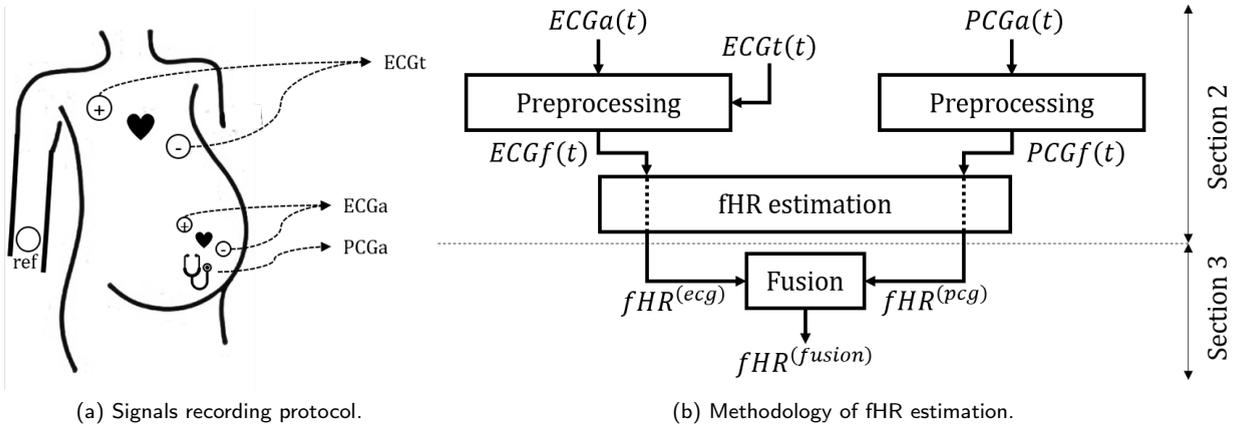 ECGt
+
-
ECGa
+
-
PCGa
ref
(a) Signals recording protocol.
ECGa(t)
ECGt(t)
PCGa(t)
Preprocessing
Preprocessing
ECGf(t)
PCGf(t)
fHR estimation
Fusion
fHR^(ecg)
fHR^(pcg)
fHR^(fusion)
Section 2
Section 3
(b) Methodology of fHR estimation.